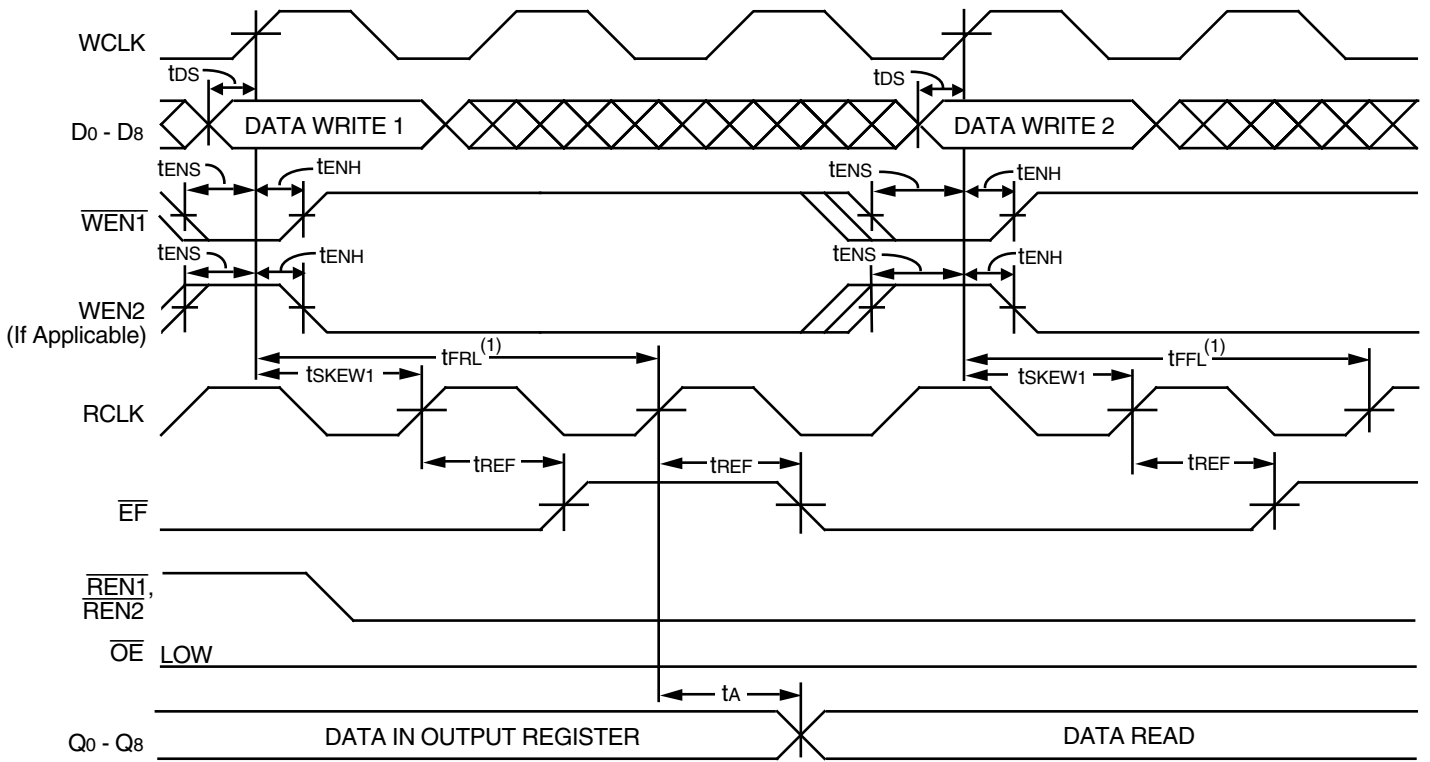 WCLK
tDS
tDS
D0 - D8
DATA WRITE 1
DATA WRITE 2
tENS
tENH
tENS
tENH
WEN1
tENS
tENH
tENS
tENH
WEN2
(If Applicable)
tFRL(1)
tFFL(1)
tSKEW1
tSKEW1
RCLK
tREF
tREF
tREF
EF
REN1,
REN2
OE
LOW
tA
Q0 - Q8
DATA IN OUTPUT REGISTER
DATA READ